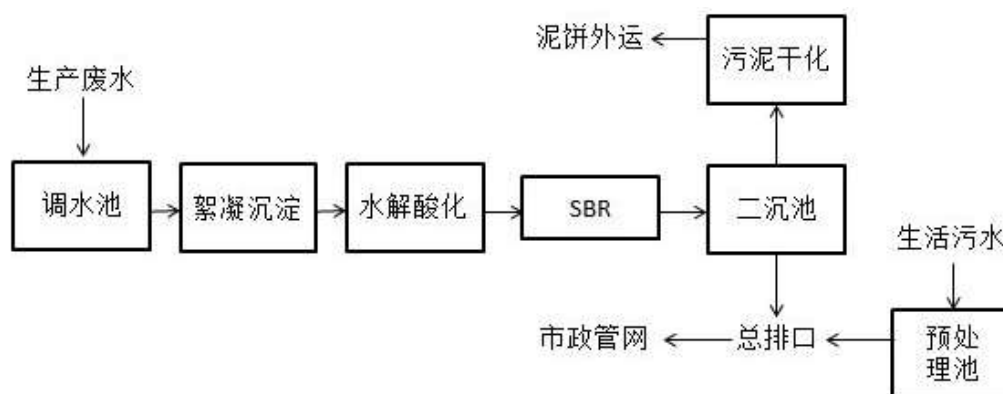 泥饼外运
污泥干化
生产废水
调水池
絮凝沉淀
水解酸化
SBR
二沉池
生活污水
市政管网
总排口
预处
理池